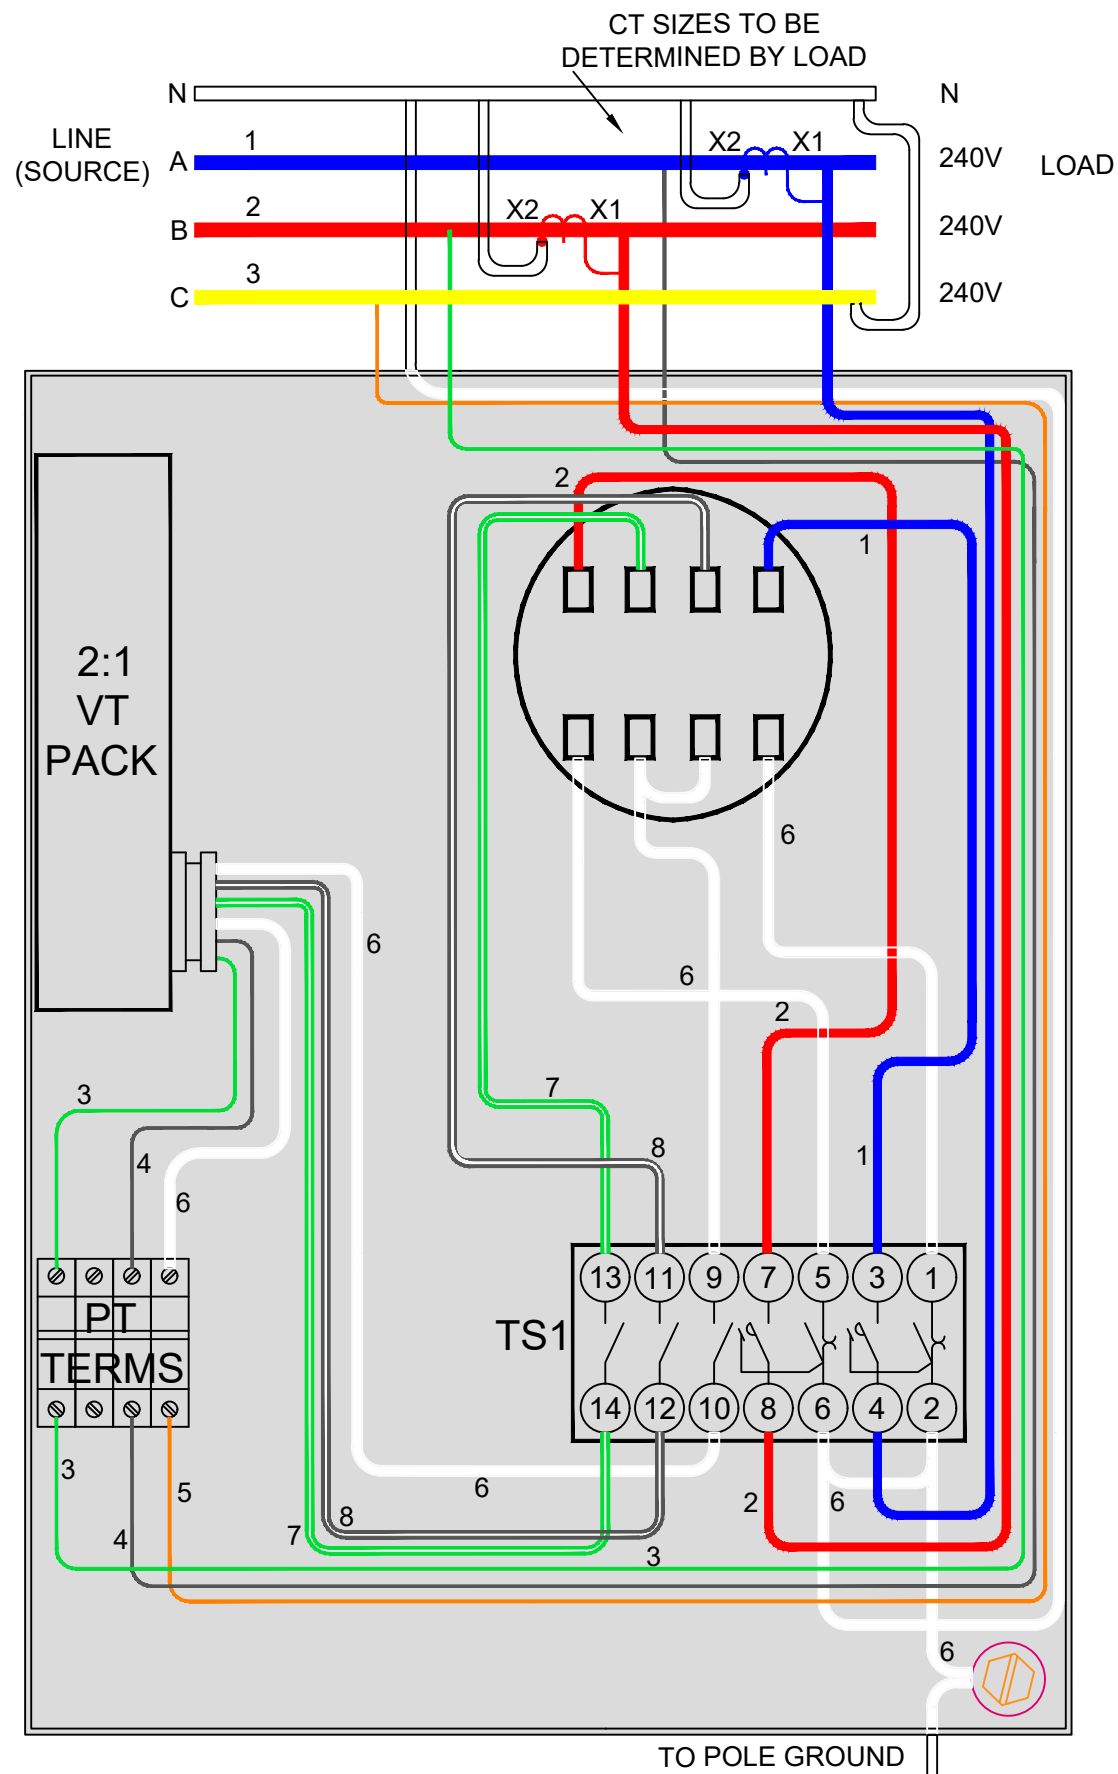 CT SIZES TO BE
DETERMINED BY LOAD
N
N
LINE
(SOURCE)
1
A
X2
X1
240V
LOAD
2
B
X2
X1
240V
3
C
240V
2
1
2:1
VT
PACK
6
6
6
2
3
7
4
8
1
6
13
11
9
7
5
3
1
PT
TS1
TERMS
14
12
10
8
6
4
2
3
5
6
2
6
8
7
4
3
6
TO POLE GROUND